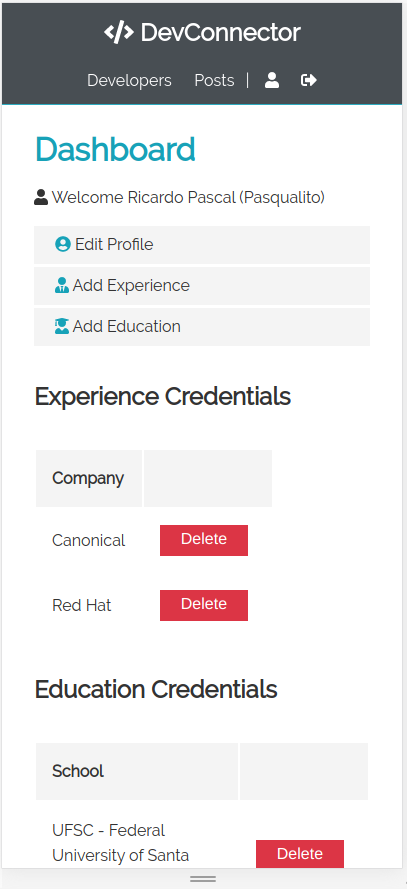 DevConnector
Developers Posts |
Dashboard
Welcome Ricardo Pascal (Pasqualito)
Edit Profile
Add Experience
Add Education
Experience Credentials
Company
Canonical Delete
Red Hat Delete
Education Credentials
School
UFSC - Federal
University of Santa Delete